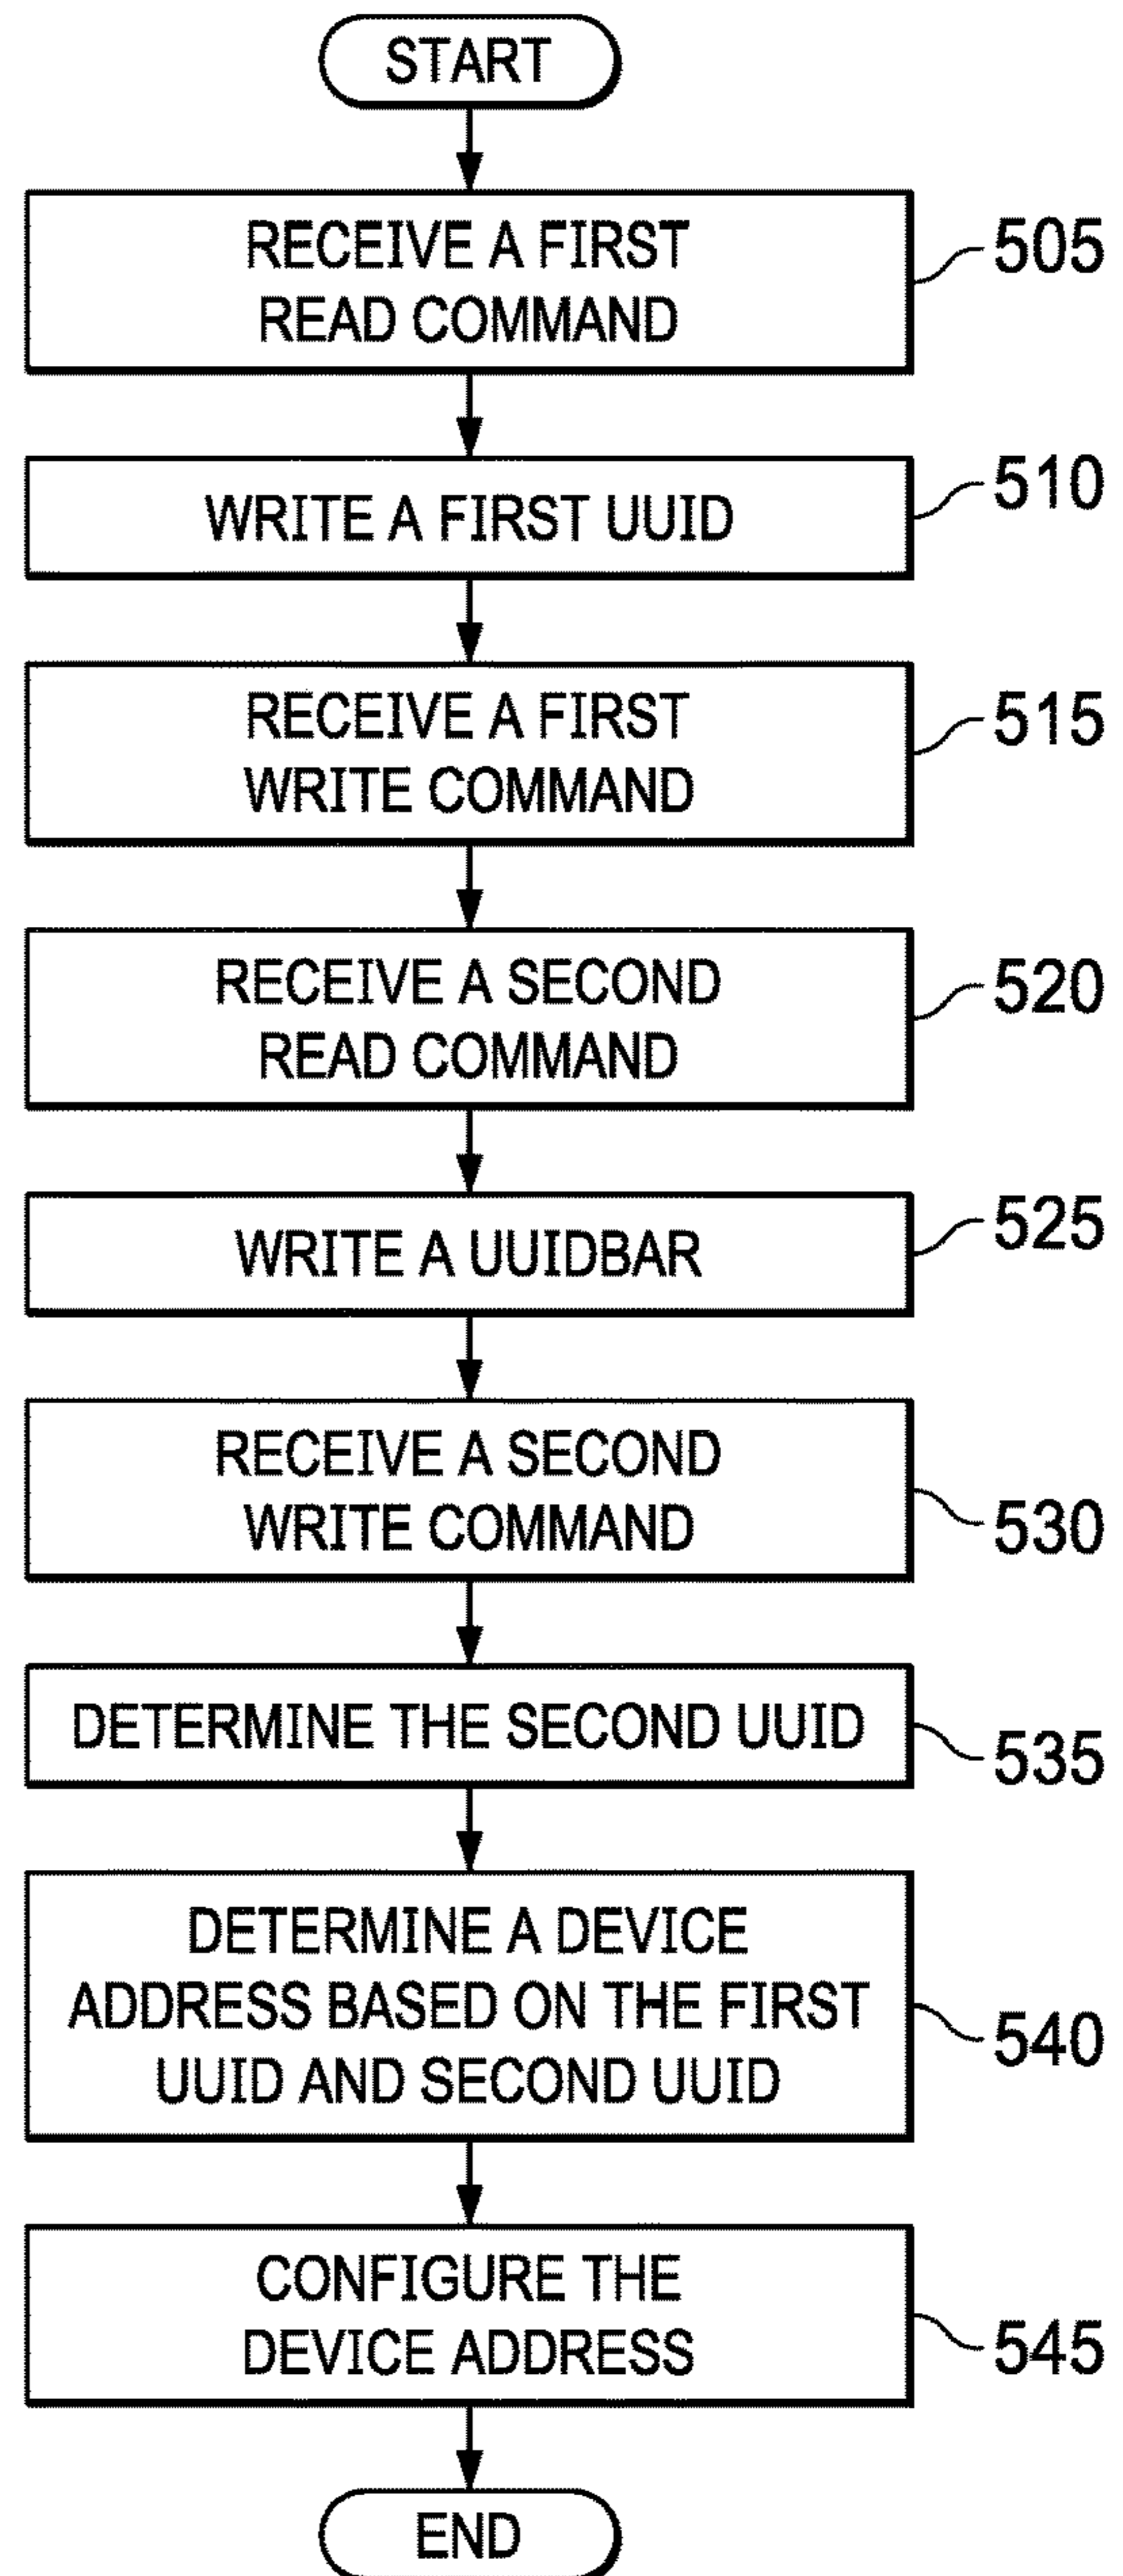 START
RECEIVE A FIRST
READ COMMAND
505
WRITE A FIRST UUID
510
RECEIVE A FIRST
WRITE COMMAND
515
RECEIVE A SECOND
READ COMMAND
520
WRITE A UUIDBAR
525
RECEIVE A SECOND
WRITE COMMAND
530
DETERMINE THE SECOND UUID
535
DETERMINE A DEVICE
ADDRESS BASED ON THE FIRST
UUID AND SECOND UUID
540
CONFIGURE THE
DEVICE ADDRESS
545
END